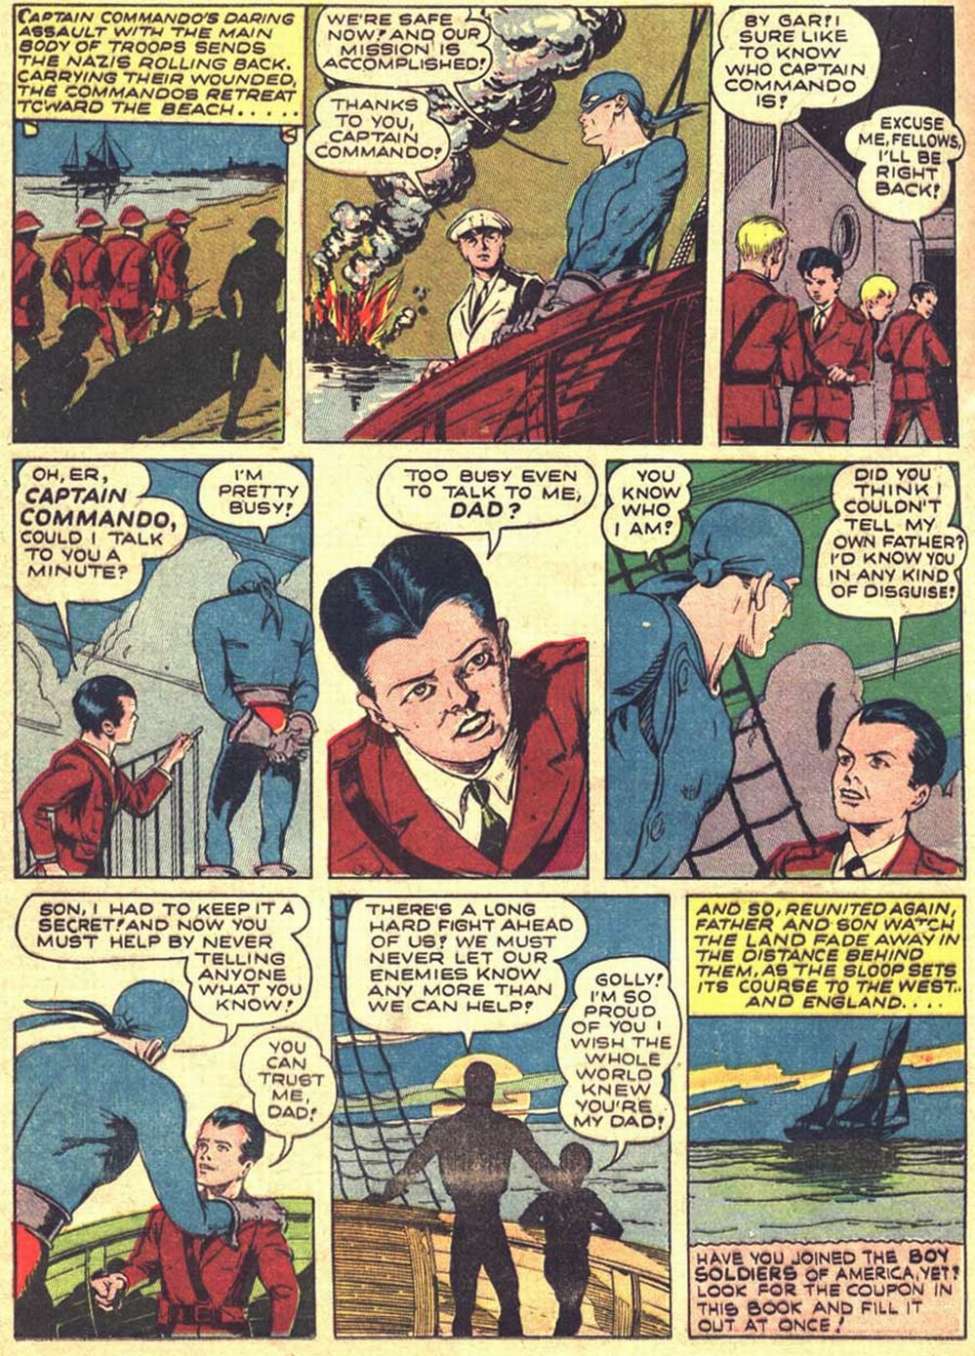 CAPTAIN COMMANDO'S DARING
ASSAULT WITH THE MAIN
BODY OF TROOPS SENDS
THE NAZIS ROLLING BACK.
CARRYING THEIR WOUNDED,
THE COMMANDOS RETREAT
TOWARD THE BEACH.....
WE'RE SAFE
NOW! AND OUR
MISSION IS
ACCOMPLISHED!
THANKS
TO YOU,
CAPTAIN
COMMANDO!
BY GAR! I
SURE LIKE
TO KNOW
WHO CAPTAIN
COMMANDO
IS!
EXCUSE
ME, FELLOWS,
I'LL BE
RIGHT
BACK!
OH, ER,
CAPTAIN
COMMANDO,
COULD I TALK
TO YOU A
MINUTE?
I'M
PRETTY
BUSY!
TOO BUSY EVEN
TO TALK TO ME,
DAD?
YOU
KNOW
WHO
I AM?
DID YOU
THINK I
COULDN'T
TELL MY
OWN FATHER?
I'D KNOW YOU
IN ANY KIND
OF DISGUISE!
SON, I HAD TO KEEP IT A
SECRET! AND NOW YOU
MUST HELP BY NEVER
TELLING
ANYONE
WHAT YOU
KNOW!
YOU
CAN
TRUST
ME,
DAD!
THERE'S A LONG
HARD FIGHT AHEAD
OF US! WE MUST
NEVER LET OUR
ENEMIES KNOW
ANY MORE THAN
WE CAN HELP!
GOLLY!
I'M SO
PROUD
OF YOU I
WISH THE
WHOLE
WORLD
KNEW
YOU'RE
MY DAD!
AND SO, REUNITED AGAIN,
FATHER AND SON WATCH
THE LAND FADE AWAY IN
THE DISTANCE BEHIND
THEM, AS THE SLOOP SETS
ITS COURSE TO THE WEST..
AND ENGLAND....
HAVE YOU JOINED THE BOY
SOLDIERS OF AMERICA, YET?
LOOK FOR THE COUPON IN
THIS BOOK AND FILL IT
OUT AT ONCE!